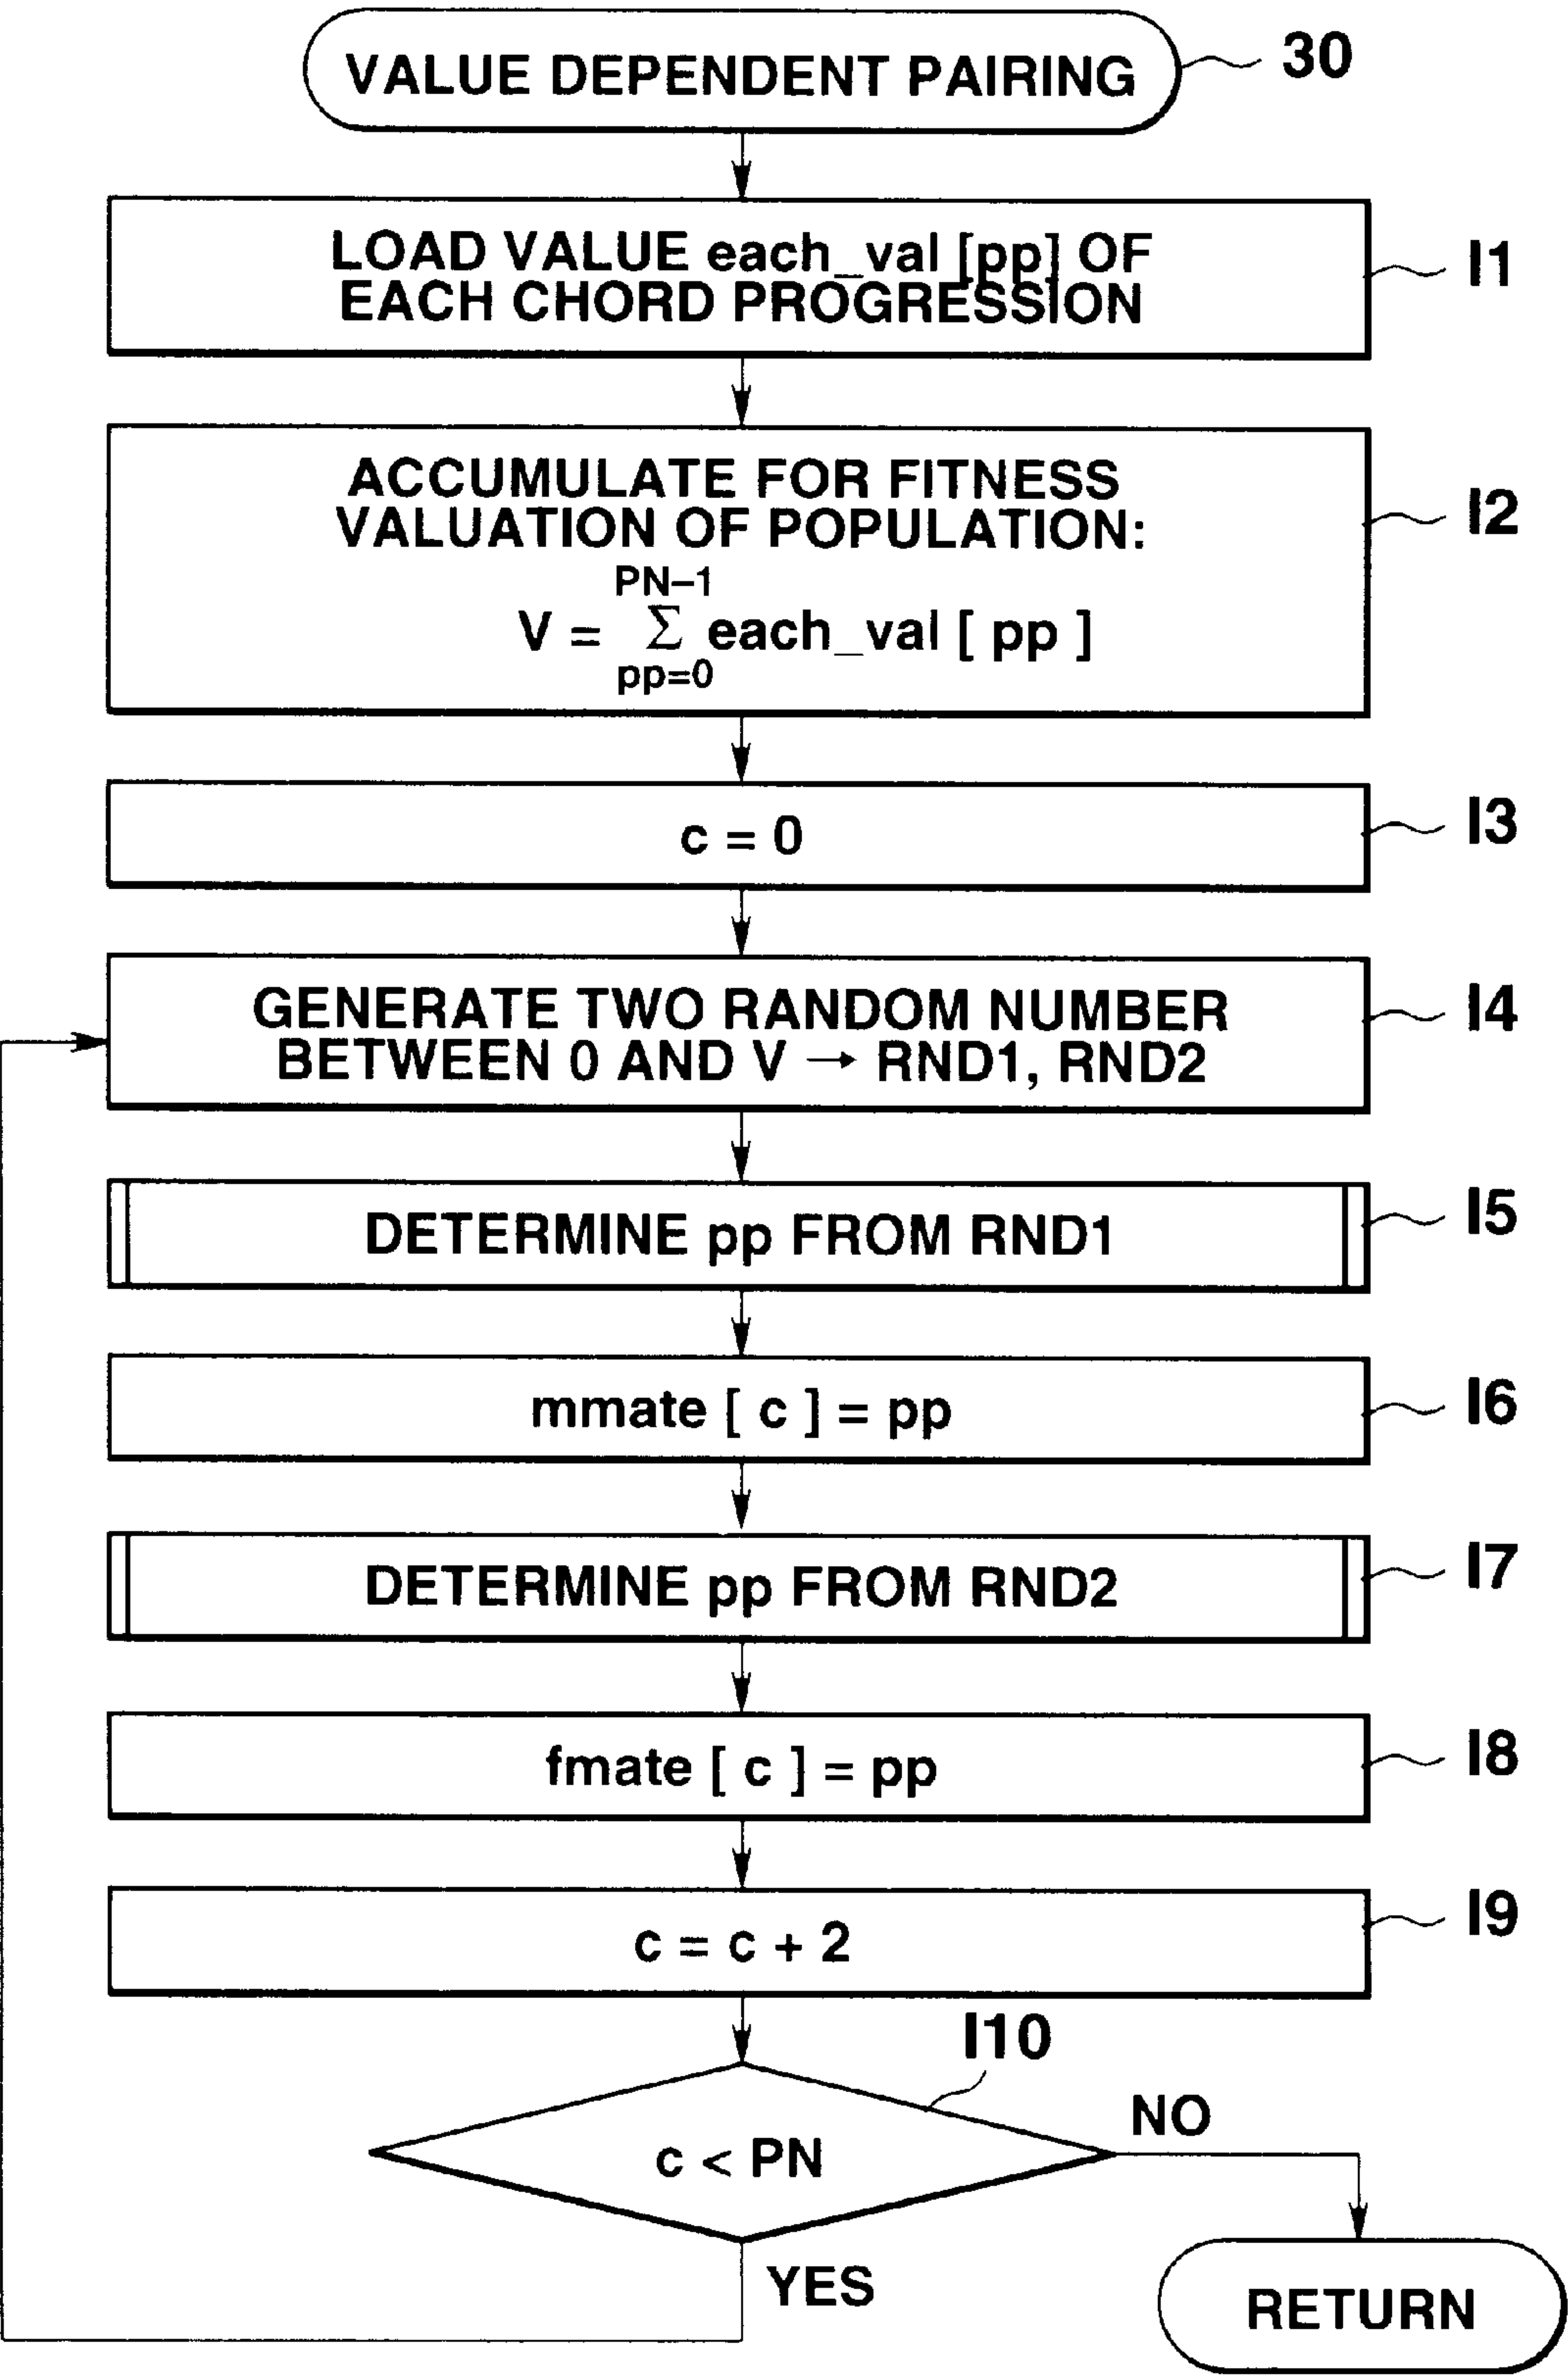 VALUE DEPENDENT PAIRING
30
LOAD VALUE each_val [pp] OF
EACH CHORD PROGRESSION
I1
ACCUMULATE FOR FITNESS
VALUATION OF POPULATION:
PN–1
V = Σ each_val [ pp ]
pp=0
I2
c = 0
I3
GENERATE TWO RANDOM NUMBER
BETWEEN 0 AND V → RND1, RND2
I4
DETERMINE pp FROM RND1
I5
mmate [ c ] = pp
I6
DETERMINE pp FROM RND2
I7
fmate [ c ] = pp
I8
c = c + 2
I9
I10
c < PN
NO
YES
RETURN